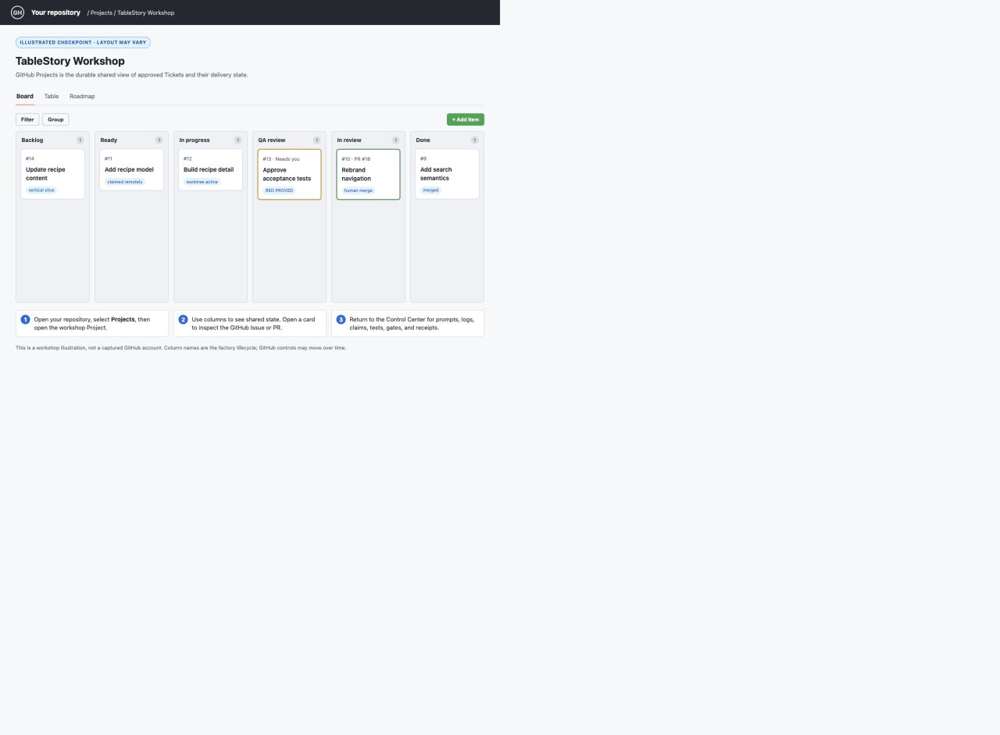 GH Your repository / Projects / TableStory Workshop
ILLUSTRATED CHECKPOINT · LAYOUT MAY VARY
TableStory Workshop
GitHub Projects is the durable shared view of approved Tickets and their delivery state.
Board Table Roadmap
Filter Group + Add item
Backlog 1
#14
Update recipe
content
vertical slice
Ready 1
#11
Add recipe model
claimed remotely
In progress 1
#12
Build recipe detail
worktree active
QA review 1
#13 · Needs you
Approve
acceptance tests
RED PROVED
In review 1
#10 · PR #18
Rebrand
navigation
human merge
Done 1
#9
Add search
semantics
merged
1 Open your repository, select Projects, then
open the workshop Project.
2 Use columns to see shared state. Open a card
to inspect the GitHub Issue or PR.
3 Return to the Control Center for prompts, logs,
claims, tests, gates, and receipts.
This is a workshop illustration, not a captured GitHub account. Column names are the factory lifecycle; GitHub controls may move over time.